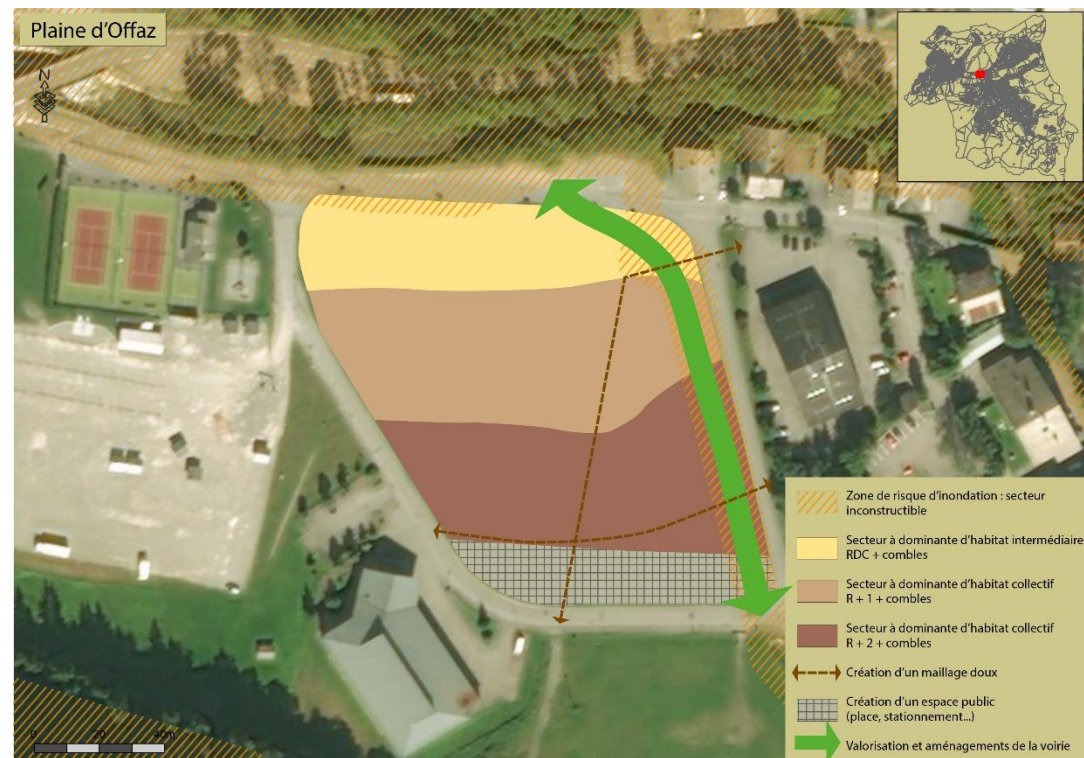 Plaine d'Offaz
N
Zone de risque d'inondation : secteur
inconstructible
Secteur à dominante d'habitat intermédiaire
RDC + combles
Secteur à dominante d'habitat collectif
R + 1 + combles
Secteur à dominante d'habitat collectif
R + 2 + combles
Création d'un maillage doux
Création d'un espace public
(place, stationnement...)
Valorisation et aménagements de la voirie
0 20 40m